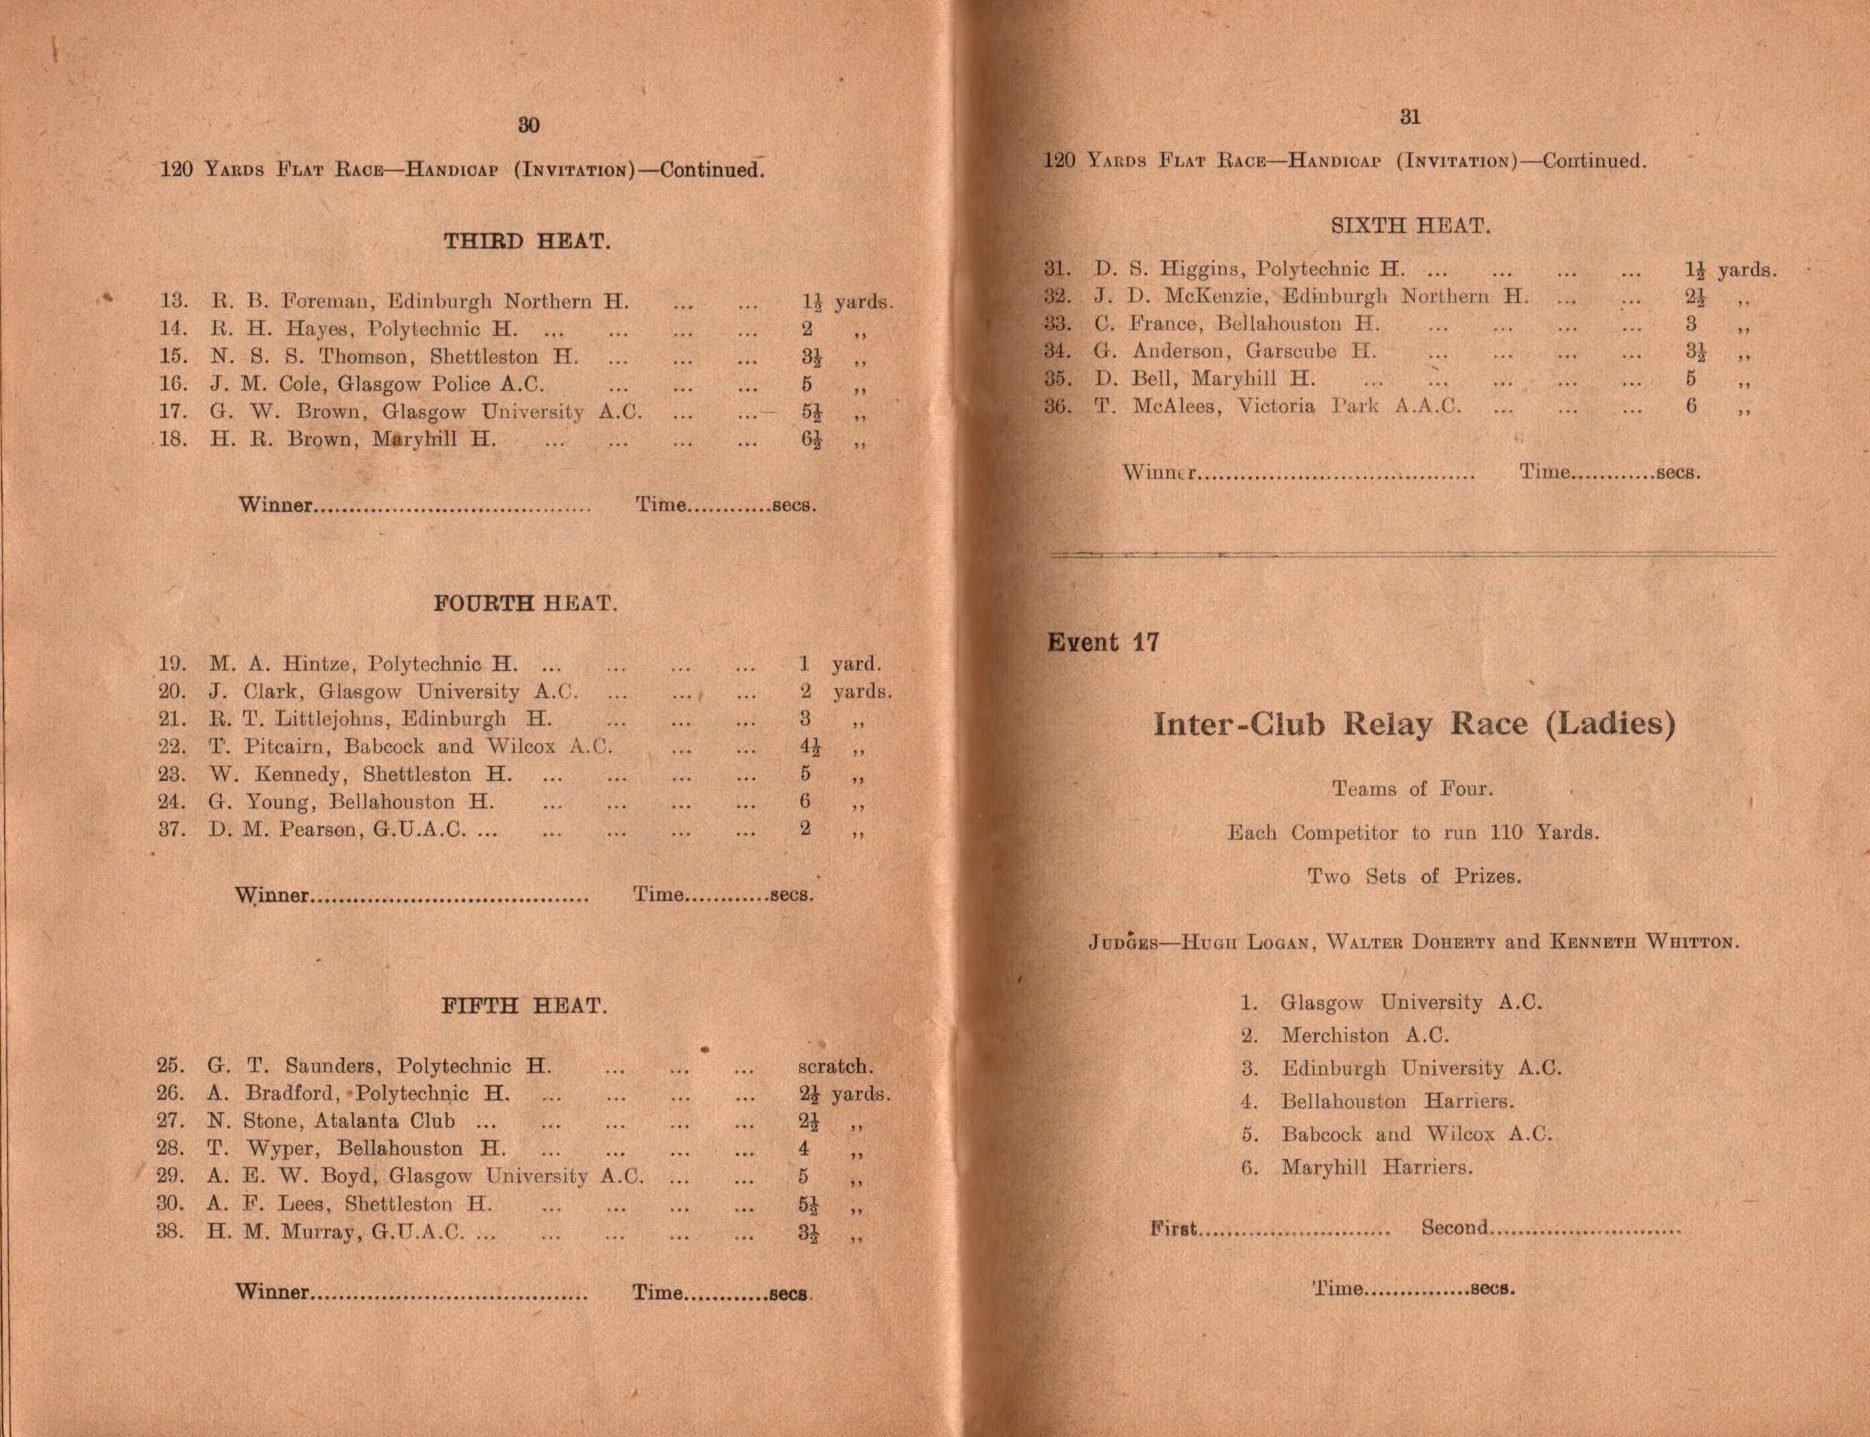 30
120 Yards Flat Race—Handicap (Invitation)—Continued.
THIRD HEAT.
13. R. B. Foreman, Edinburgh Northern H. ... ... 1½ yards.
14. R. H. Hayes, Polytechnic H. ... ... ... ... 2 ,,
15. N. S. S. Thomson, Shettleston H. ... ... ... 3½ ,,
16. J. M. Cole, Glasgow Police A.C. ... ... ... 5 ,,
17. G. W. Brown, Glasgow University A.C. ... ... 5½ ,,
18. H. R. Brown, Maryhill H. ... ... ... ... 6½ ,,
Winner....................................... Time............secs.
FOURTH HEAT.
19. M. A. Hintze, Polytechnic H. ... ... ... ... 1 yard.
20. J. Clark, Glasgow University A.C. ... ... ... 2 yards.
21. R. T. Littlejohns, Edinburgh H. ... ... ... 3 ,,
22. T. Pitcairn, Babcock and Wilcox A.C. ... ... 4½ ,,
23. W. Kennedy, Shettleston H. ... ... ... ... 5 ,,
24. G. Young, Bellahouston H. ... ... ... ... 6 ,,
37. D. M. Pearson, G.U.A.C. ... ... ... ... ... 2 ,,
Winner....................................... Time............secs.
FIFTH HEAT.
25. G. T. Saunders, Polytechnic H. ... ... ... scratch.
26. A. Bradford, Polytechnic H. ... ... ... ... 2½ yards.
27. N. Stone, Atalanta Club ... ... ... ... ... 2½ ,,
28. T. Wyper, Bellahouston H. ... ... ... ... 4 ,,
29. A. E. W. Boyd, Glasgow University A.C. ... ... 5 ,,
30. A. F. Lees, Shettleston H. ... ... ... ... 5½ ,,
38. H. M. Murray, G.U.A.C. ... ... ... ... ... 3½ ,,
Winner....................................... Time............secs.
31
120 Yards Flat Race—Handicap (Invitation)—Continued.
SIXTH HEAT.
31. D. S. Higgins, Polytechnic H. ... ... ... ... 1½ yards.
32. J. D. McKenzie, Edinburgh Northern H. ... ... 2½ ,,
33. C. France, Bellahouston H. ... ... ... ... 3 ,,
34. G. Anderson, Garscube H. ... ... ... ... 3½ ,,
35. D. Bell, Maryhill H. ... ... ... ... ... 5 ,,
36. T. McAlees, Victoria Park A.A.C. ... ... ... 6 ,,
Winner....................................... Time............secs.
Event 17
Inter-Club Relay Race (Ladies)
Teams of Four.
Each Competitor to run 110 Yards.
Two Sets of Prizes.
Judges—Hugh Logan, Walter Doherty and Kenneth Whitton.
1. Glasgow University A.C.
2. Merchiston A.C.
3. Edinburgh University A.C.
4. Bellahouston Harriers.
5. Babcock and Wilcox A.C.
6. Maryhill Harriers.
First........................... Second...........................
Time...............secs.